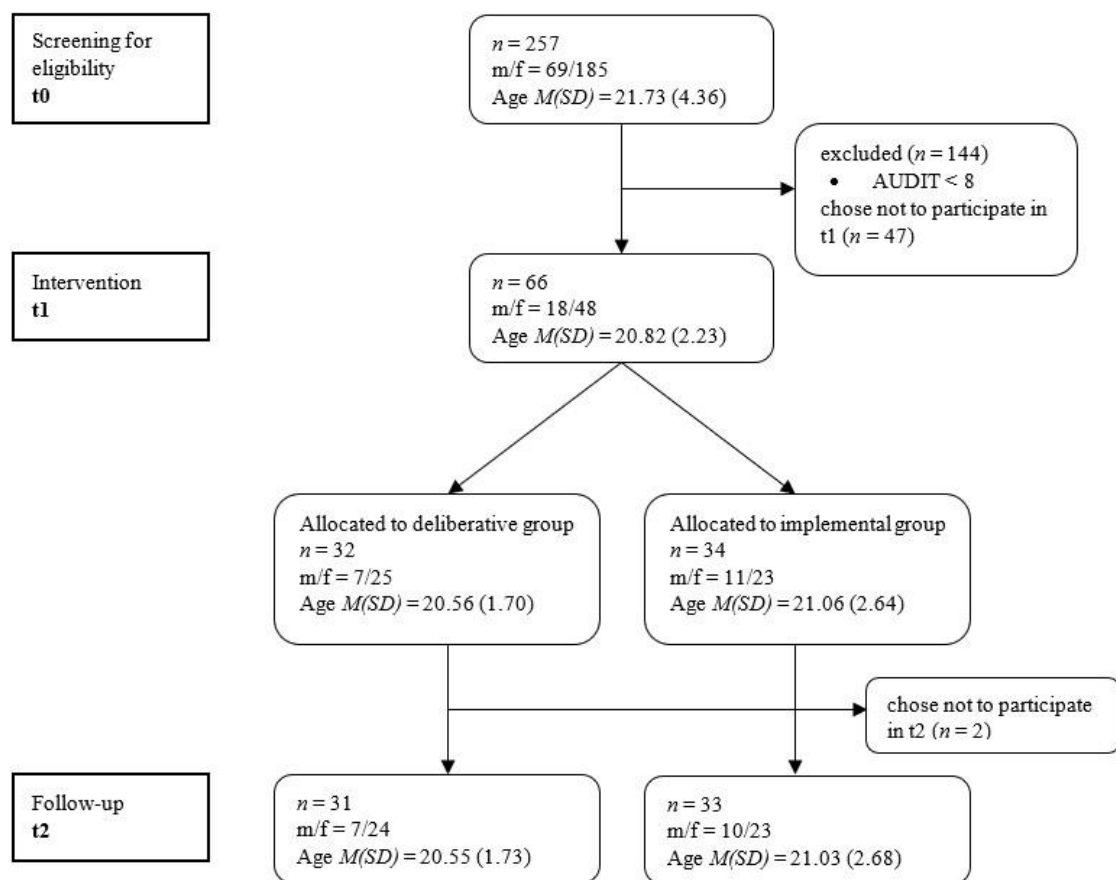 Screening for
eligibility
t0
n = 257
m/f = 69/185
Age M(SD) = 21.73 (4.36)
excluded (n = 144)
• AUDIT < 8
chose not to participate in
t1 (n = 47)
Intervention
t1
n = 66
m/f = 18/48
Age M(SD) = 20.82 (2.23)
Allocated to deliberative group
n = 32
m/f = 7/25
Age M(SD) = 20.56 (1.70)
Allocated to implemental group
n = 34
m/f = 11/23
Age M(SD) = 21.06 (2.64)
chose not to participate
in t2 (n = 2)
Follow-up
t2
n = 31
m/f = 7/24
Age M(SD) = 20.55 (1.73)
n = 33
m/f = 10/23
Age M(SD) = 21.03 (2.68)